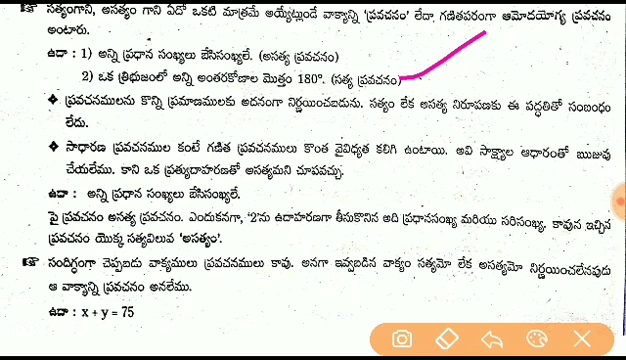 ☞ సత్యంగాని, అసత్యం గాని ఏదో ఒకటి మాత్రమే అయ్యేట్లుండే వాక్యాన్ని 'ప్రవచనం' లేదా గణితపరంగా ఆమోదయోగ్య ప్రవచనం
అంటారు.
ఉదా : 1) అన్ని ప్రధాన సంఖ్యలు బేసిసంఖ్యలే. (అసత్య ప్రవచనం)
2) ఒక త్రిభుజంలో అన్ని అంతరకోణాల మొత్తం 180°. (సత్య ప్రవచనం)
❖ ప్రవచనములను కొన్ని ప్రమాణములకు అదనంగా నిర్ణయించబడును. సత్యం లేక అసత్య నిరూపణకు ఈ పద్ధతితో సంబంధం
లేదు.
❖ సాధారణ ప్రవచనముల కంటే గణిత ప్రవచనములు కొంత వైవిధ్యత కలిగి ఉంటాయి. అవి సాక్ష్యాల ఆధారంతో ఋజువు
చేయలేము. కాని ఒక ప్రత్యుదాహరణతో అసత్యమని చూపవచ్చు.
ఉదా : అన్ని ప్రధాన సంఖ్యలు బేసిసంఖ్యలే.
పై ప్రవచనం అసత్య ప్రవచనం. ఎందుకనగా, '2'ను ఉదాహరణగా తీసుకొనిన అది ప్రధానసంఖ్య మరియు సరిసంఖ్య. కావున ఇచ్చిన
ప్రవచనం యొక్క సత్యవిలువ 'అసత్యం'.
☞ సందిగ్ధంగా చెప్పబడు వాక్యములు ప్రవచనములు కావు. అనగా ఇవ్వబడిన వాక్యం సత్యమో లేక అసత్యమో నిర్ణయించలేనపుడు
ఆ వాక్యాన్ని ప్రవచనం అనలేము.
ఉదా : x + y = 75